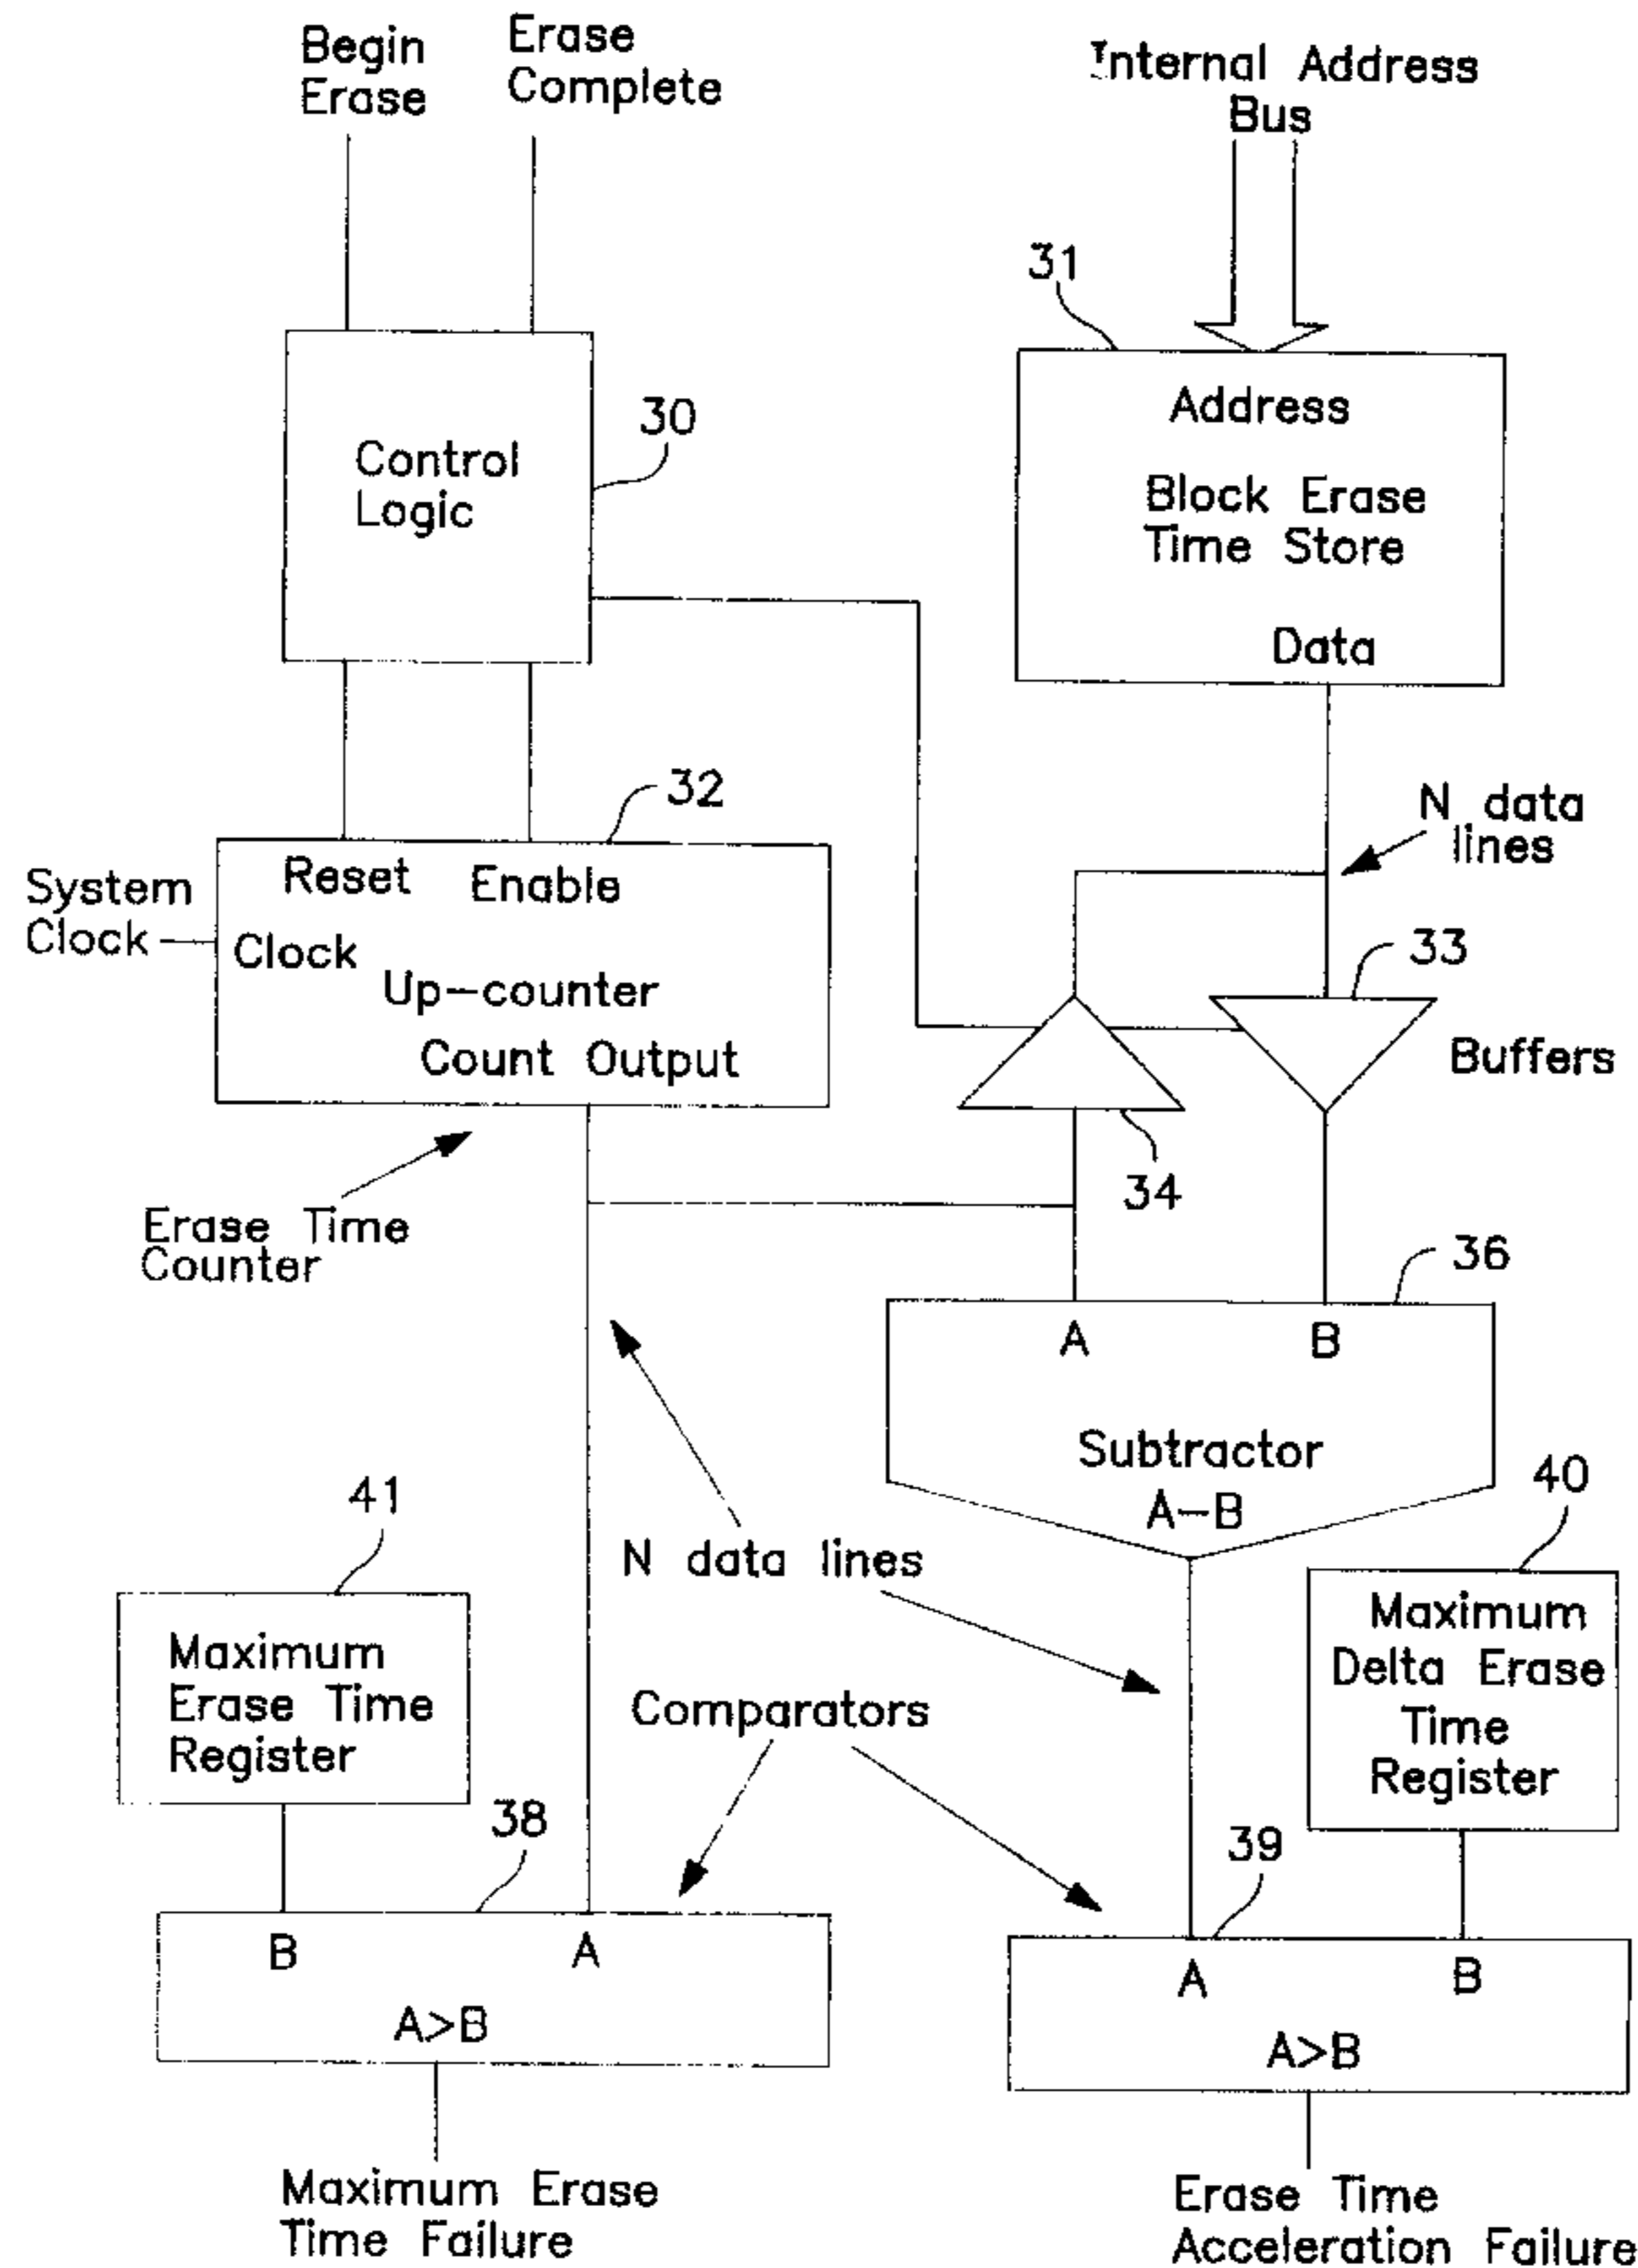 Begin
Erase
Erase
Complete
Internal Address
Bus
31
Address
Block Erase
Time Store
Data
30
Control
Logic
32
N data
lines
System
Clock
Reset
Enable
Clock
Up-counter
Count Output
33
Buffers
34
Erase Time
Counter
36
A
B
Subtractor
A-B
41
40
N data lines
Maximum
Erase Time
Register
Maximum
Delta Erase
Time
Register
Comparators
38
39
B
A
A>B
A
B
A>B
Maximum Erase
Time Failure
Erase Time
Acceleration Failure